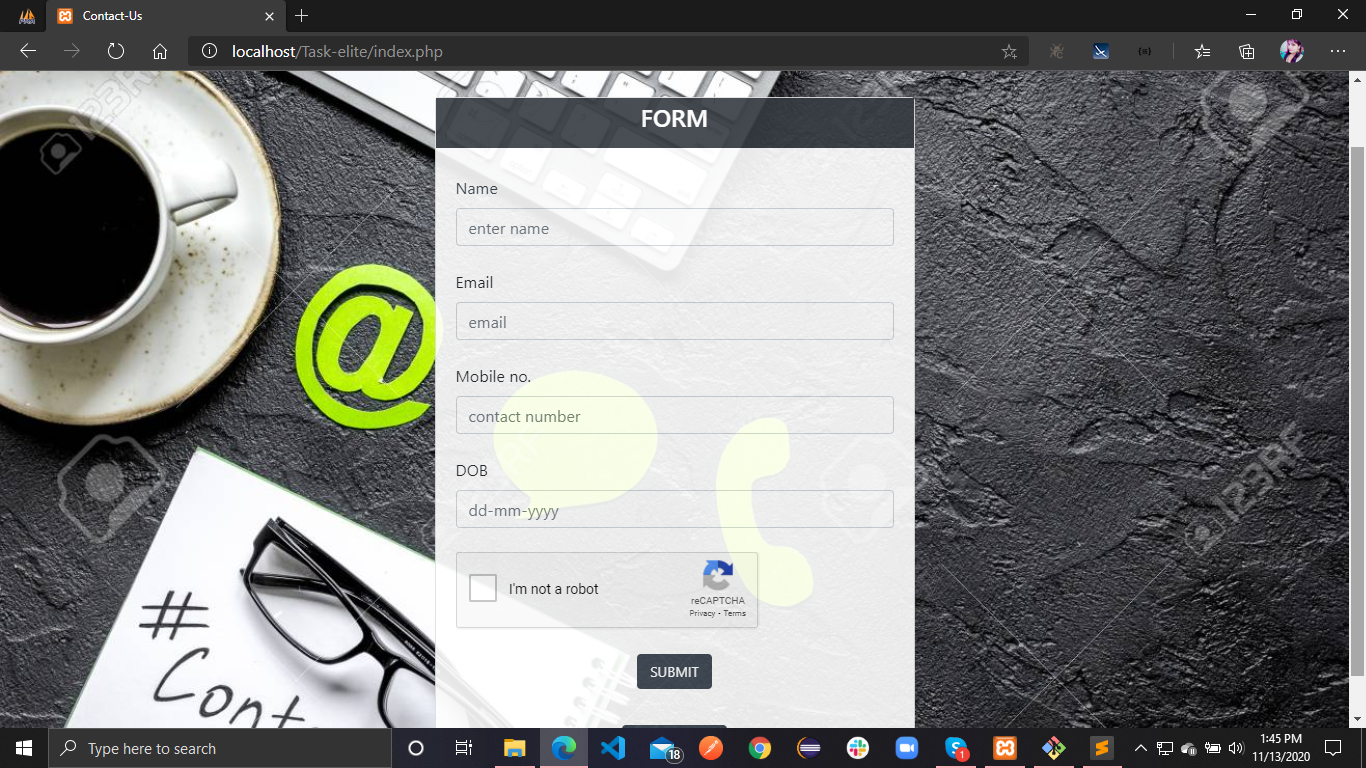 Contact-Us
localhost/Task-elite/index.php
FORM
Name
enter name
Email
email
Mobile no.
contact number
DOB
dd-mm-yyyy
I'm not a robot
reCAPTCHA
Privacy - Terms
SUBMIT
@
#
Cont
123RF
123RF
Type here to search
18
1
1:45 PM
11/13/2020